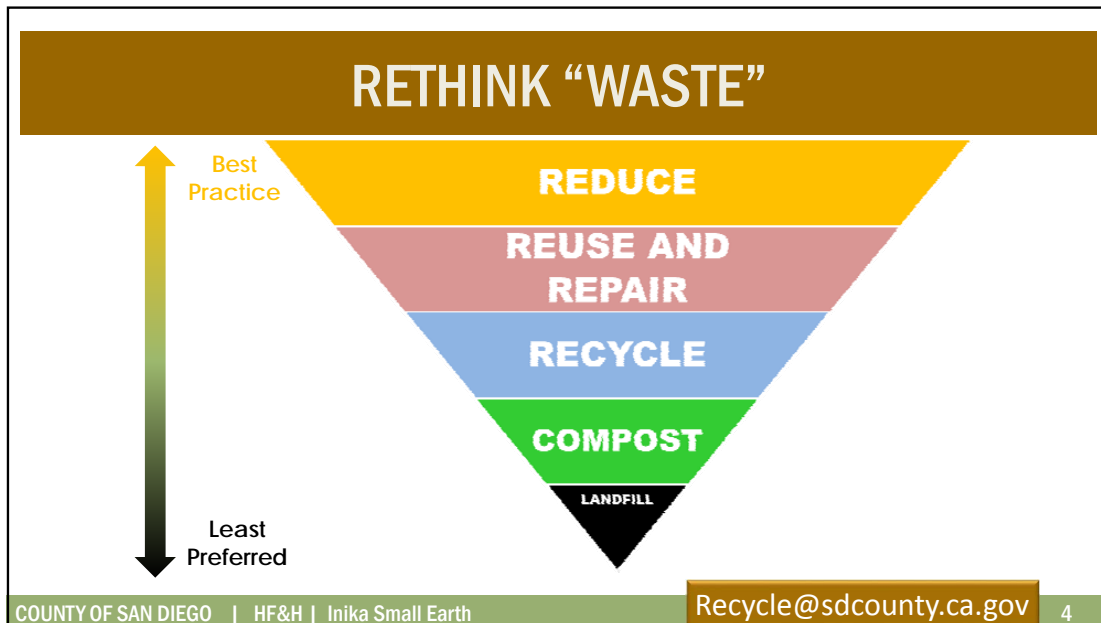 RETHINK “WASTE”
Best
Practice
REDUCE
REUSE AND
REPAIR
RECYCLE
COMPOST
LANDFILL
Least
Preferred
COUNTY OF SAN DIEGO | HF&H | Inika Small Earth
Recycle@sdcounty.ca.gov
4